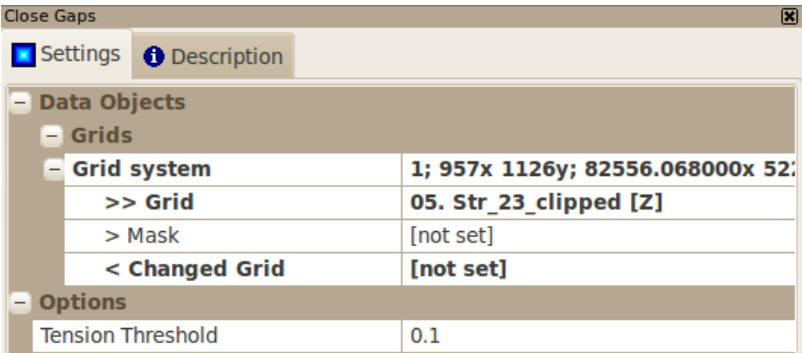 Close Gaps
Settings Description
Data Objects
Grids
Grid system 1; 957x 1126y; 82556.068000x 522
>> Grid 05. Str_23_clipped [Z]
> Mask [not set]
< Changed Grid [not set]
Options
Tension Threshold 0.1